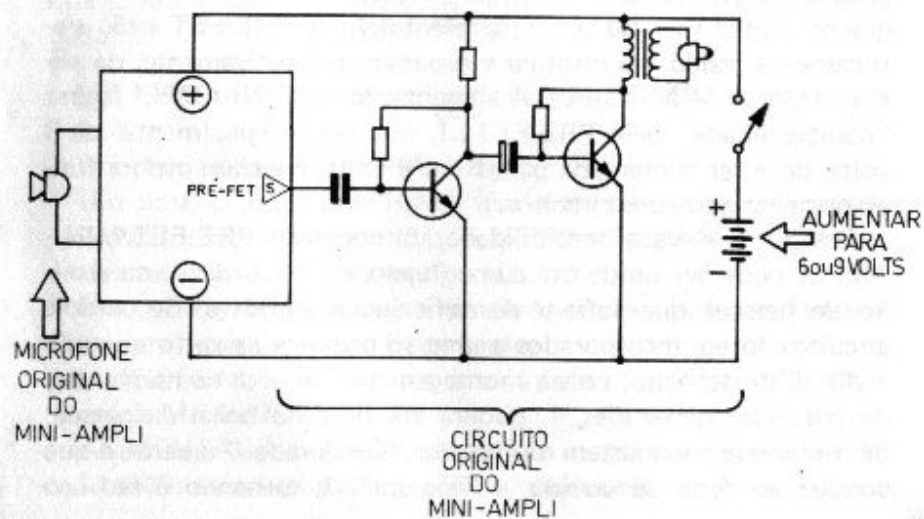 PRÉ-FET
S
+
−
+
−
AUMENTAR
PARA
6ou9 VOLTS
MICROFONE
ORIGINAL
DO
MINI-AMPLI
CIRCUITO
ORIGINAL
DO
MINI-AMPLI